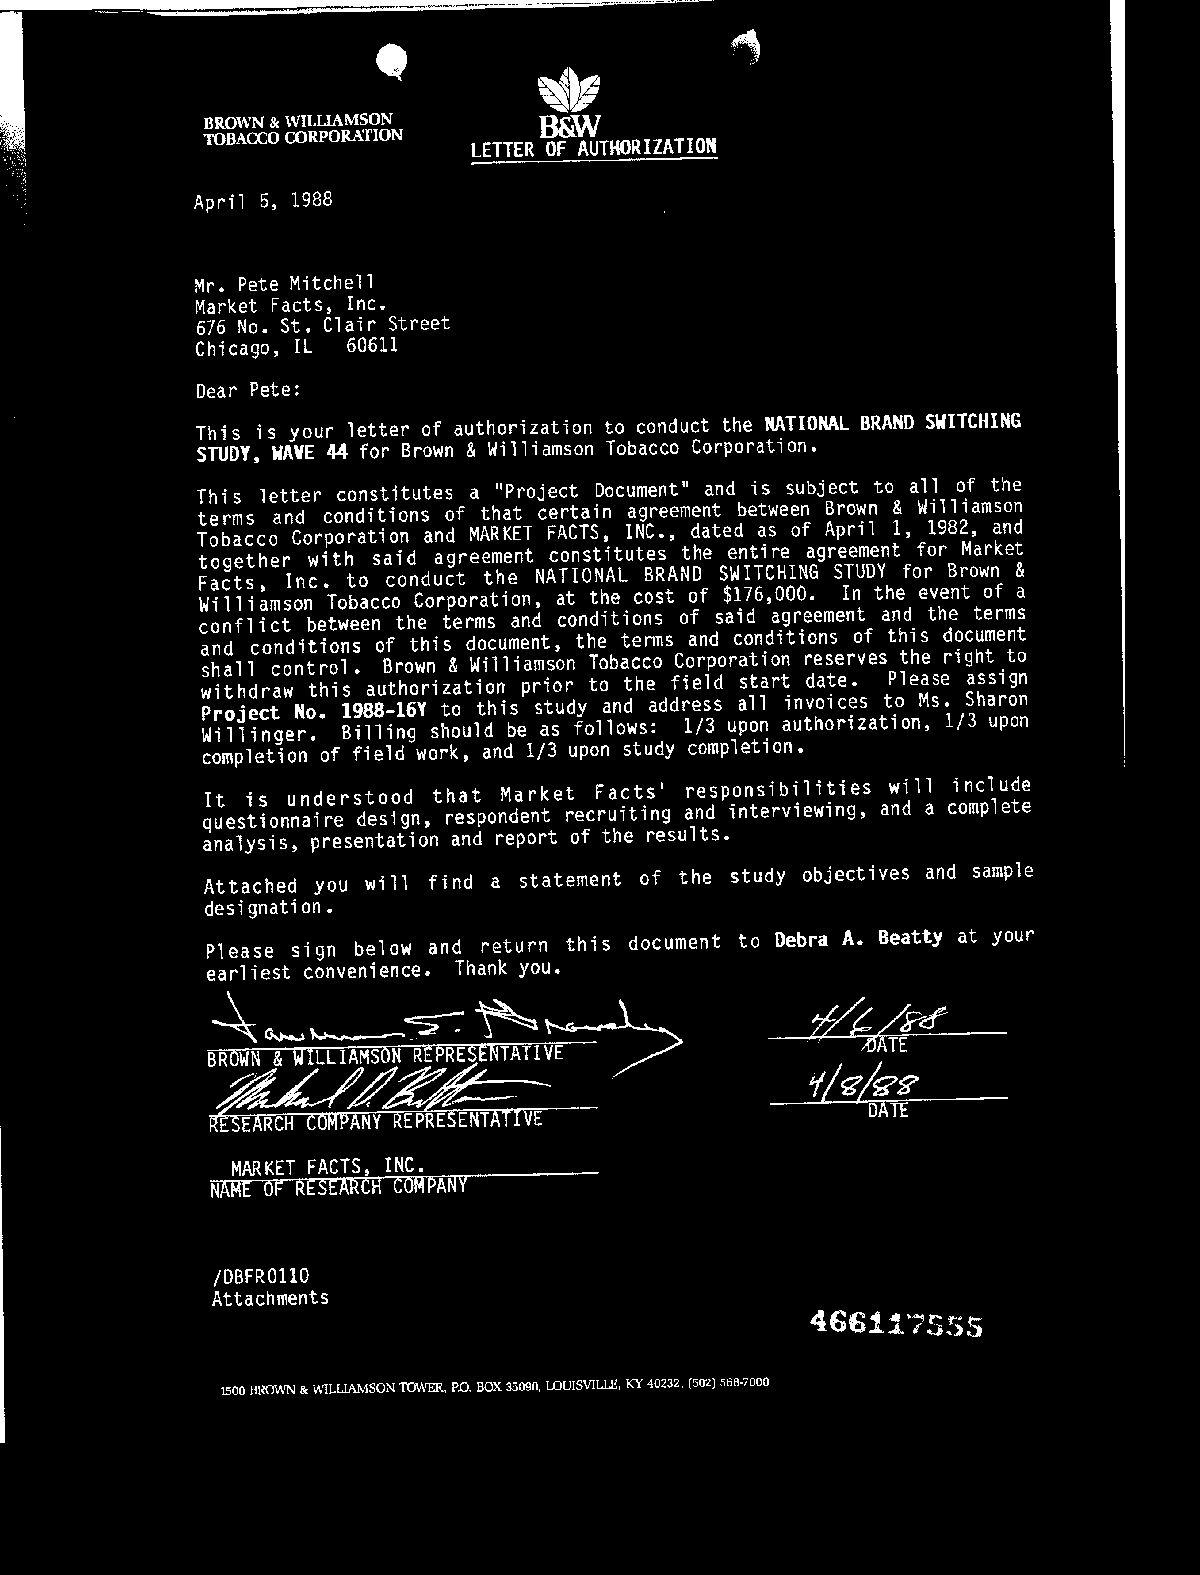 BROWN & WILLIAMSON
TOBACCO CORPORATION
B&W
LETTER OF AUTHORIZATION
April 5, 1988
Mr. Pete Mitchell
Market Facts, Inc.
676 No. St. Clair Street
Chicago, IL 60611
Dear Pete:
This is your letter of authorization to conduct the NATIONAL BRAND SWITCHING
STUDY, WAVE 44 for Brown & Williamson Tobacco Corporation.
This letter constitutes a "Project Document" and is subject to all of the
terms and conditions of that certain agreement between Brown & Williamson
Tobacco Corporation and MARKET FACTS, INC., dated as of April 1, 1982, and
together with said agreement constitutes the entire agreement for Market
Facts, Inc. to conduct the NATIONAL BRAND SWITCHING STUDY for Brown &
Williamson Tobacco Corporation, at the cost of $176,000. In the event of a
conflict between the terms and conditions of said agreement and the terms
and conditions of this document, the terms and conditions of this document
shall control. Brown & Williamson Tobacco Corporation reserves the right to
withdraw this authorization prior to the field start date. Please assign
Project No. 1988-16Y to this study and address all invoices to Ms. Sharon
Willinger. Billing should be as follows: 1/3 upon authorization, 1/3 upon
completion of field work, and 1/3 upon study completion.
It is understood that Market Facts' responsibilities will include
questionnaire design, respondent recruiting and interviewing, and a complete
analysis, presentation and report of the results.
Attached you will find a statement of the study objectives and sample
designation.
Please sign below and return this document to Debra A. Beatty at your
earliest convenience. Thank you.
4/6/88
BROWN & WILLIAMSON REPRESENTATIVE DATE
4/8/88
RESEARCH COMPANY REPRESENTATIVE DATE
MARKET FACTS, INC.
NAME OF RESEARCH COMPANY
/DBFR0110
Attachments
466117555
1500 BROWN & WILLIAMSON TOWER, P.O. BOX 35090, LOUISVILLE, KY 40232, (502) 568-7000